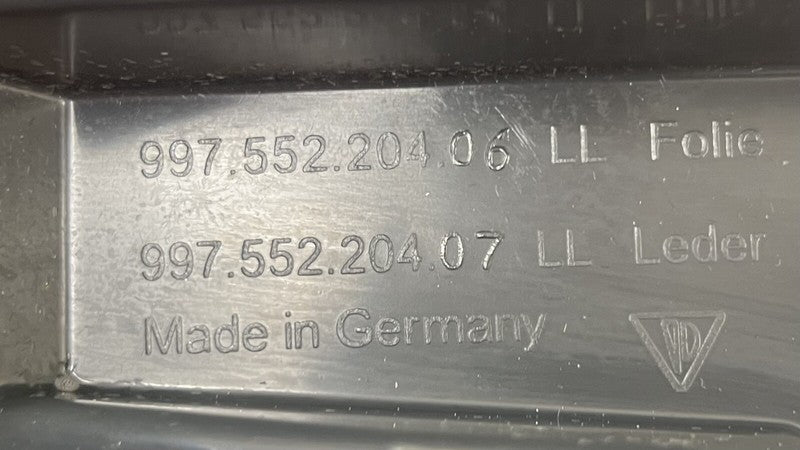 997.552.204.06 LL Folie
997.552.204.07 LL Leder
Made in Germany